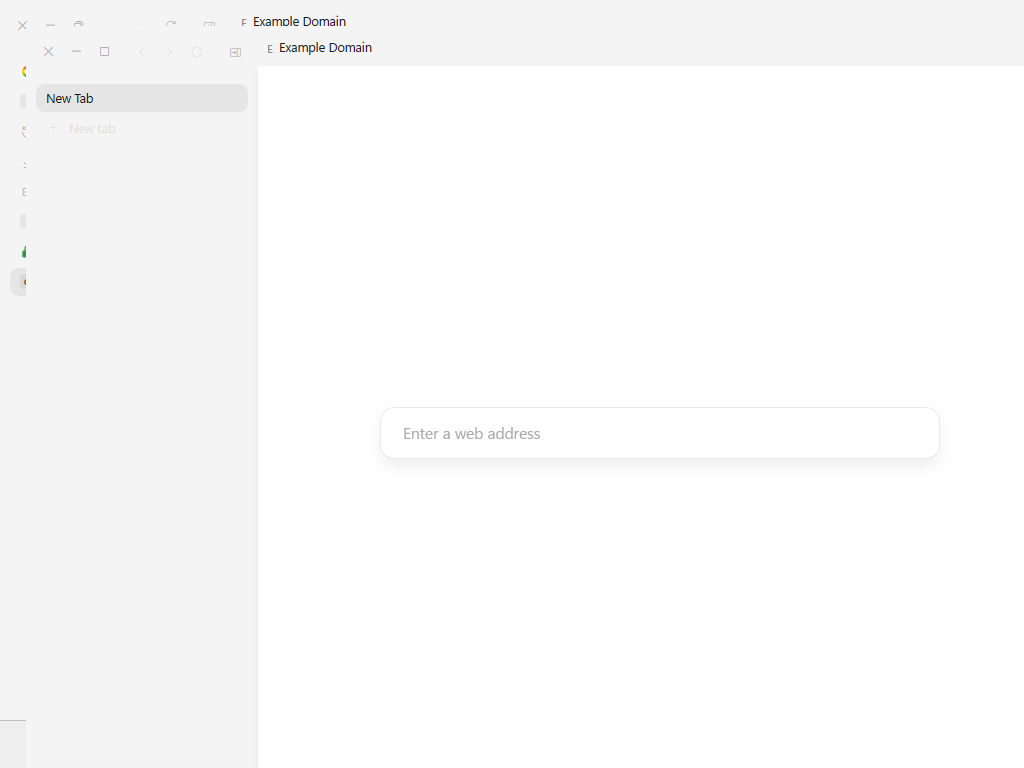 E Example Domain
E Example Domain
New Tab
+ New tab
Enter a web address